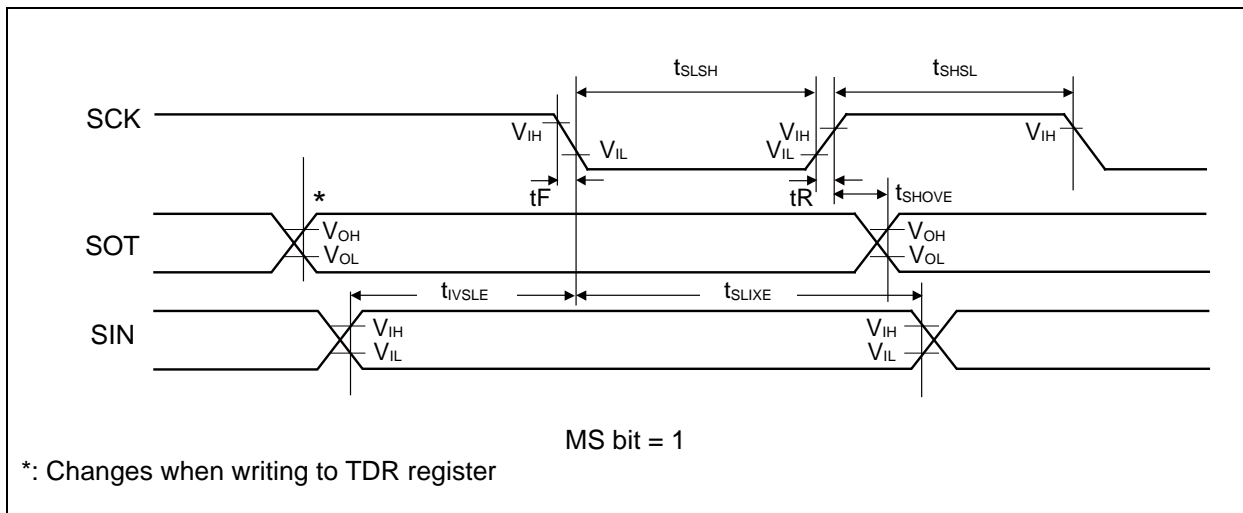 tSLSH tSHSL
SCK VIH VIH VIH
VIL VIL
tF tR tSHOVE
*
SOT VOH VOH
VOL VOL
tIVSLE tSLIXE
SIN VIH VIH
VIL VIL
MS bit = 1
*: Changes when writing to TDR register